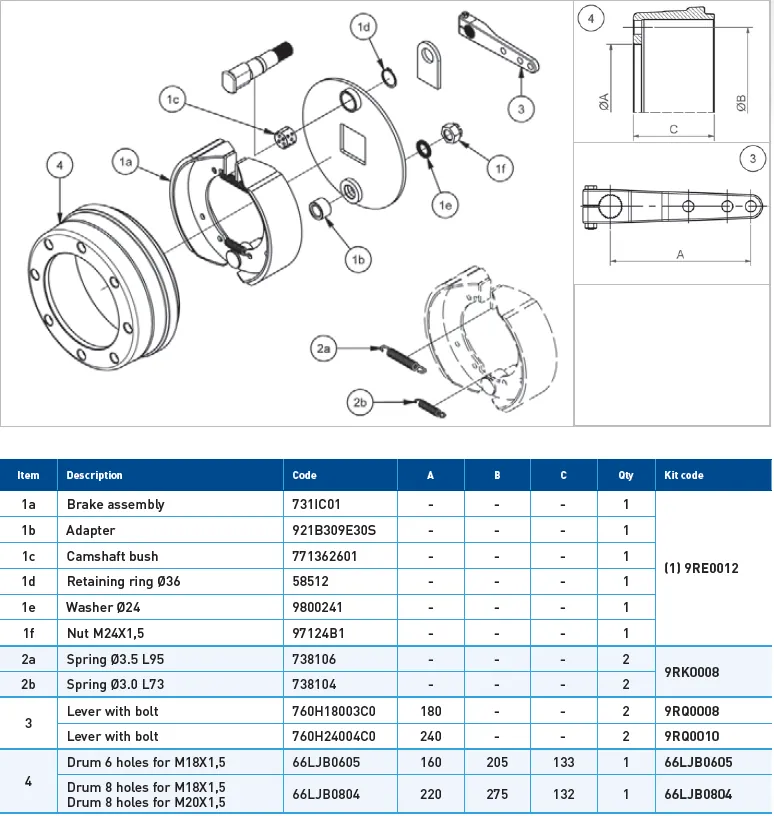 1d
4
ØA
ØB
C
1c
3
1a
4
1f
1e
1b
3
A
2a
2b
Item Description Code A B C Qty Kit code
1a Brake assembly 731IC01 - - - 1
1b Adapter 921B309E30S - - - 1
1c Camshaft bush 771362601 - - - 1
(1) 9RE0012
1d Retaining ring Ø36 58512 - - - 1
1e Washer Ø24 9800241 - - - 1
1f Nut M24X1,5 97124B1 - - - 1
2a Spring Ø3.5 L95 738106 - - - 2
9RK0008
2b Spring Ø3.0 L73 738104 - - - 2
3
Lever with bolt 760H18003C0 180 - - 2 9RQ0008
Lever with bolt 760H24004C0 240 - - 2 9RQ0010
4
Drum 6 holes for M18X1,5 66LJB0605 160 205 133 1 66LJB0605
Drum 8 holes for M18X1,5
Drum 8 holes for M20X1,5
66LJB0804 220 275 132 1 66LJB0804